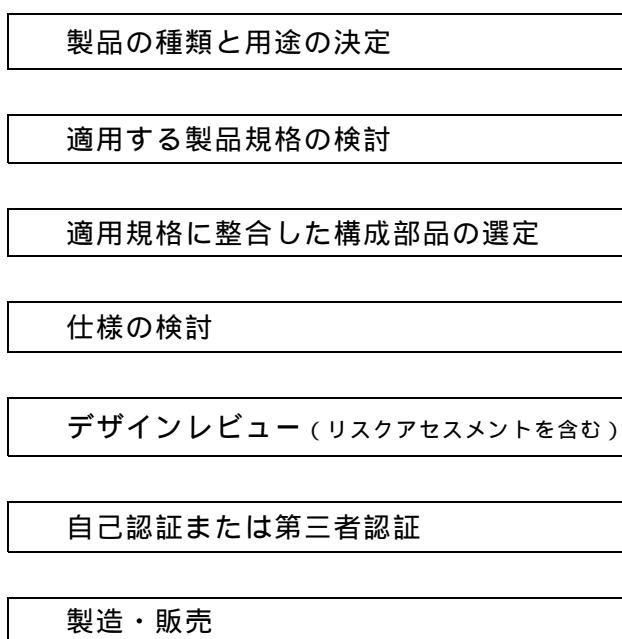 製品の種類と用途の決定
適用する製品規格の検討
適用規格に整合した構成部品の選定
仕様の検討
デザインレビュー（リスクアセスメントを含む）
自己認証または第三者認証
製造・販売